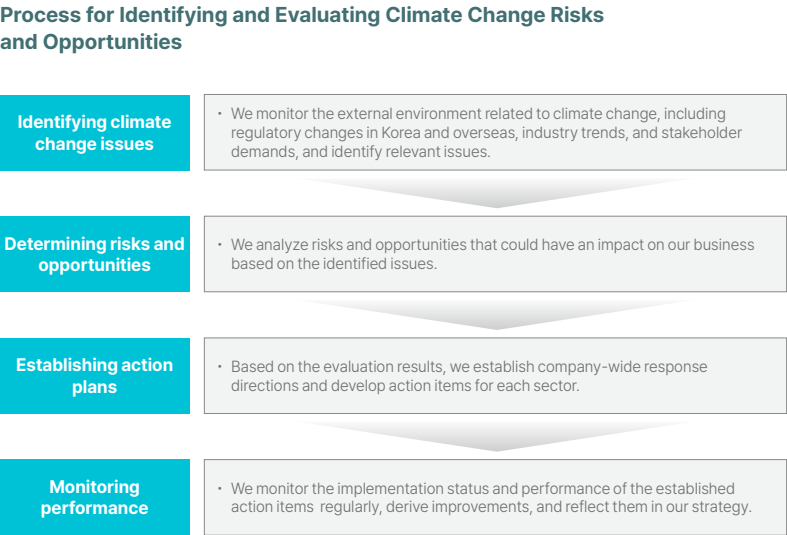 Process for Identifying and Evaluating Climate Change Risks
and Opportunities
Identifying climate
change issues
· We monitor the external environment related to climate change, including
regulatory changes in Korea and overseas, industry trends, and stakeholder
demands, and identify relevant issues.
Determining risks and
opportunities
· We analyze risks and opportunities that could have an impact on our business
based on the identified issues.
Establishing action
plans
· Based on the evaluation results, we establish company-wide response
directions and develop action items for each sector.
Monitoring
performance
· We monitor the implementation status and performance of the established
action items  regularly, derive improvements, and reflect them in our strategy.